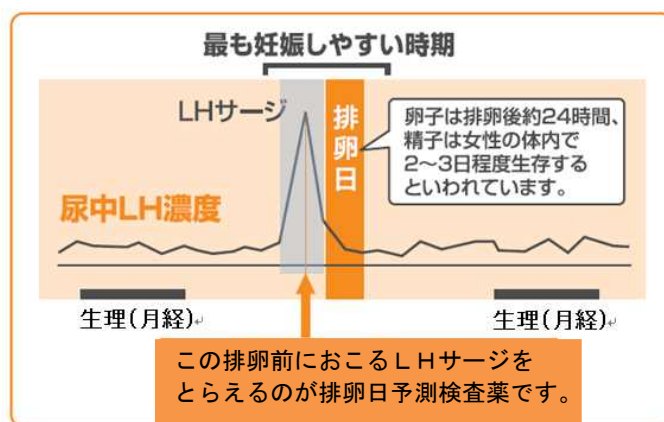 最も妊娠しやすい時期
LHサージ
排卵日
卵子は排卵後約24時間、
精子は女性の体内で
2〜3日程度生存する
といわれています。
尿中LH濃度
生理(月経)
生理(月経)
この排卵前におこるＬＨサージを
とらえるのが排卵日予測検査薬です。